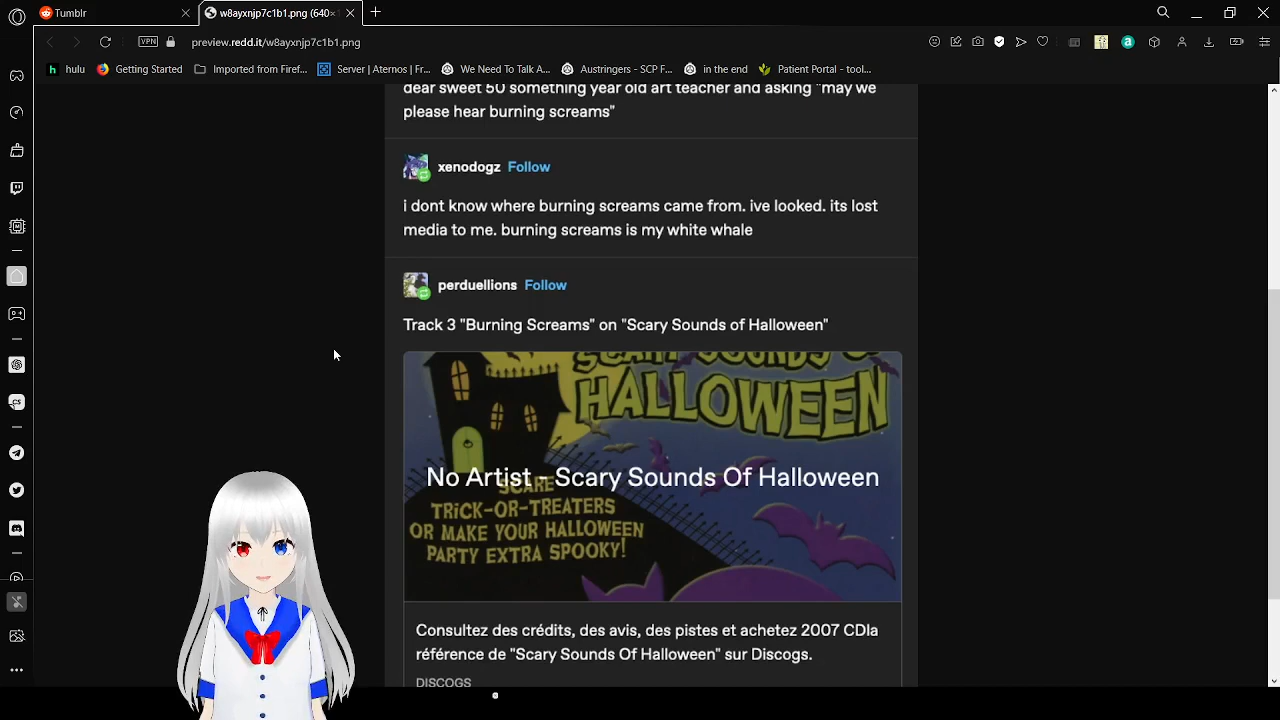 Tumblr
w8ayxnjp7c1b1.png (640×
VPN
preview.redd.it/w8ayxnjp7c1b1.png
h hulu
Getting Started
Imported from Firef...
Server | Aternos | Fr...
We Need To Talk A...
Austringers - SCP F...
in the end
Patient Portal - tool...
dear sweet 50 something year old art teacher and asking "may we
please hear burning screams"
xenodogz Follow
i dont know where burning screams came from. ive looked. its lost
media to me. burning screams is my white whale
perduellions Follow
Track 3 "Burning Screams" on "Scary Sounds of Halloween"
SCARY SOUNDS OF
HALLOWEEN
No Artist - Scary Sounds Of Halloween
SCARE
TRICK-OR-TREATERS
OR MAKE YOUR HALLOWEEN
PARTY EXTRA SPOOKY!
Consultez des crédits, des avis, des pistes et achetez 2007 CDla
référence de "Scary Sounds Of Halloween" sur Discogs.
DISCOGS